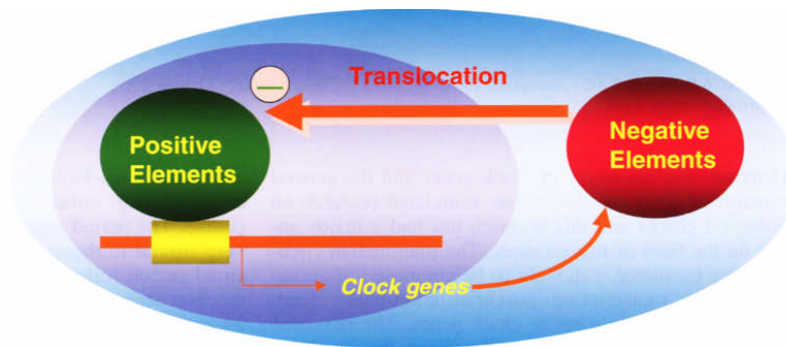 Translocation
Positive
Elements
Negative
Elements
Clock genes